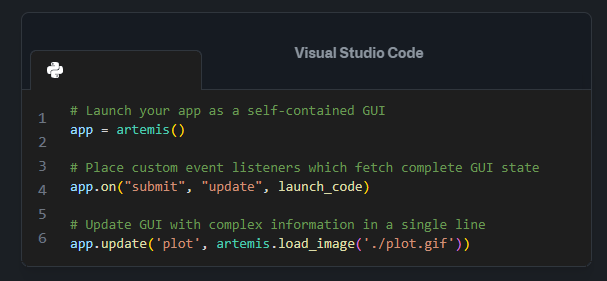 Visual Studio Code
1 # Launch your app as a self-contained GUI
app = artemis()
2
3 # Place custom event listeners which fetch complete GUI state
4 app.on("submit", "update", launch_code)
5 # Update GUI with complex information in a single line
6 app.update('plot', artemis.load_image('./plot.gif'))